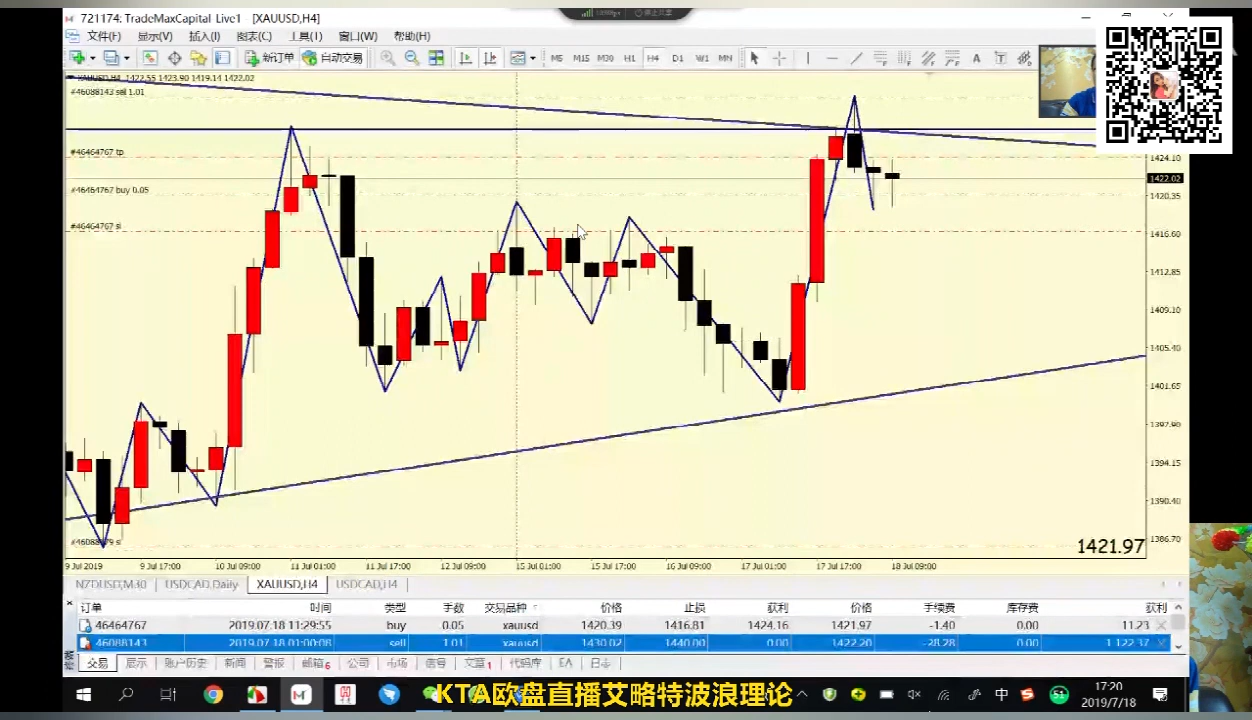 721174: TradeMaxCapital-Live1 - [XAUUSD,H4]
文件(F) 显示(V) 插入(I) 图表(C) 工具(T) 窗口(W) 帮助(H)
新订单 自动交易 M5 M15 M30 H1 H4 D1 W1 MN
XAUUSD,H4 1422.55 1423.90 1419.14 1422.02
#46088143 sell 1.01
#46464767 tp
#46464767 buy 0.05
#46464767 sl
1424.10
1422.02
1420.35
1416.60
1412.85
1409.10
1405.40
1401.65
1397.90
1394.15
1390.40
1386.70
1421.97
9 Jul 2019 9 Jul 17:00 10 Jul 09:00 11 Jul 01:00 11 Jul 17:00 12 Jul 09:00 15 Jul 01:00 15 Jul 17:00 16 Jul 09:00 17 Jul 01:00 17 Jul 17:00 18 Jul 09:00
NZDUSD,M30 USDCAD,Daily XAUUSD,H4 USDCAD,H4
订单 时间 类型 手数 交易品种 价格 止损 获利 价格 手续费 库存费 获利
46464767 2019.07.18 11:29:55 buy 0.05 xauusd 1420.39 1416.81 1424.16 1421.97 -1.40 0.00 11.23
46088143 2019.07.18 01:00:08 sell 1.01 xauusd 1430.02 1440.00 0.00 1422.20 -28.28 0.00 1 122.37
交易 展示 账户历史 新闻 警报 邮箱6 公司 市场 信号 文章1 代码库 EA 日志
KTA欧盘直播艾略特波浪理论
中 51 17:20
2019/7/18